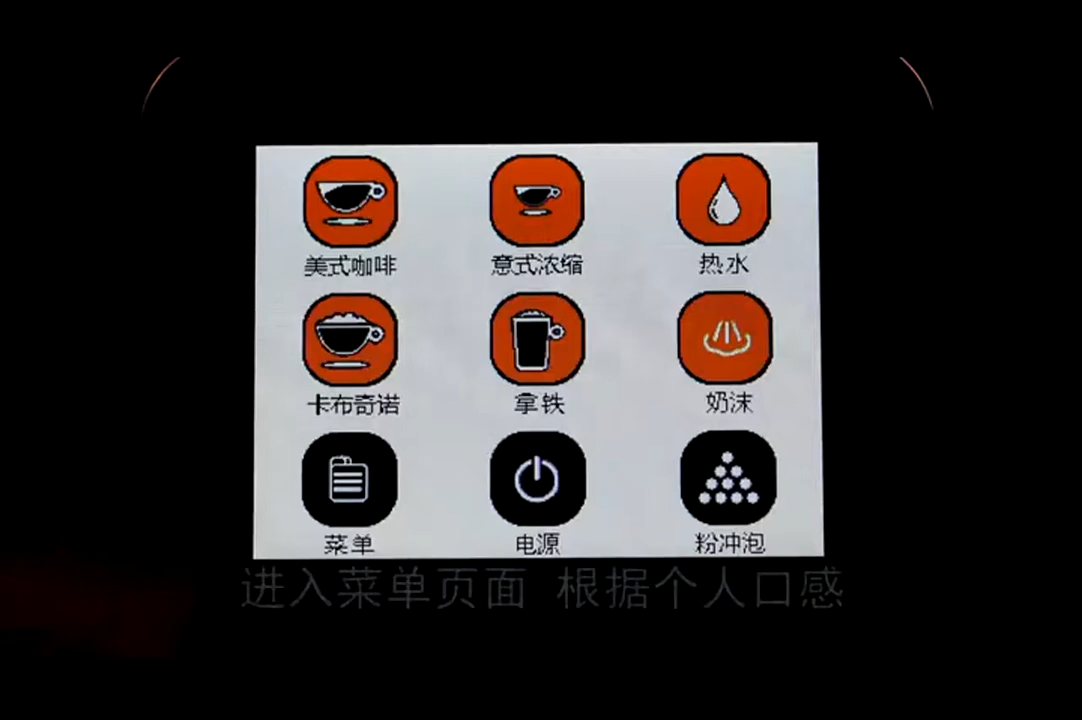 美式咖啡 意式浓缩 热水
卡布奇诺 拿铁 奶沫
菜单 电源 粉冲泡
进入菜单页面 根据个人口感